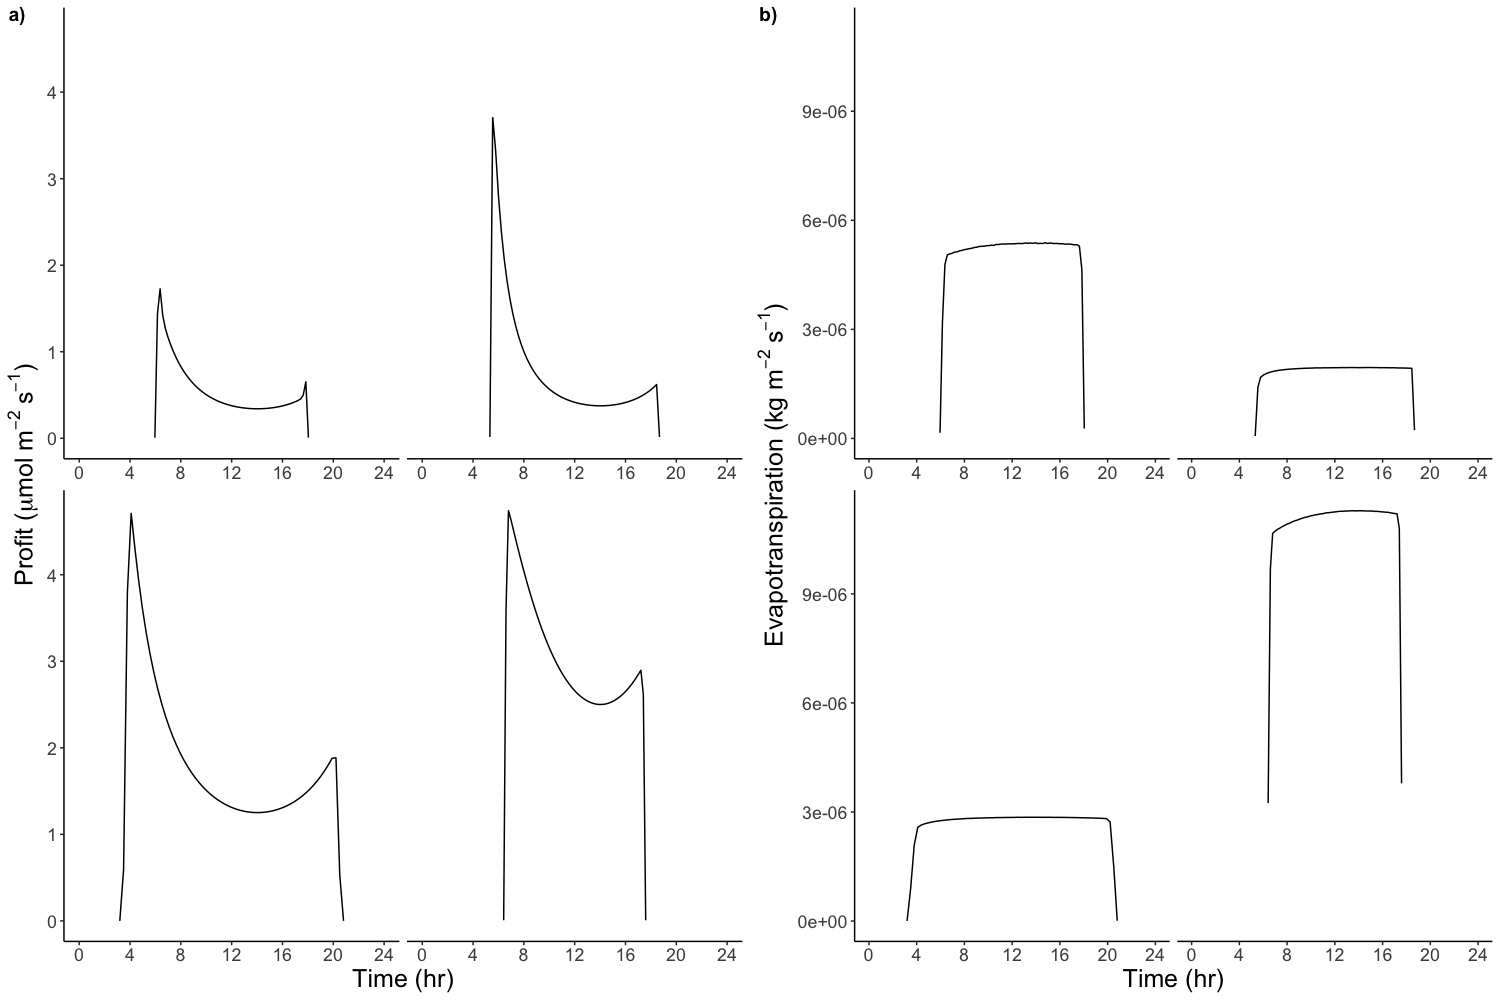 a)
b)
Profit (μmol m−2 s−1)
4
3
2
1
0
0 4 8 12 16 20 24
0 4 8 12 16 20 24
4
3
2
1
0
0 4 8 12 16 20 24
0 4 8 12 16 20 24
Time (hr)
Evapotranspiration (kg m−2 s−1)
9e-06
6e-06
3e-06
0e+00
0 4 8 12 16 20 24
0 4 8 12 16 20 24
9e-06
6e-06
3e-06
0e+00
0 4 8 12 16 20 24
0 4 8 12 16 20 24
Time (hr)